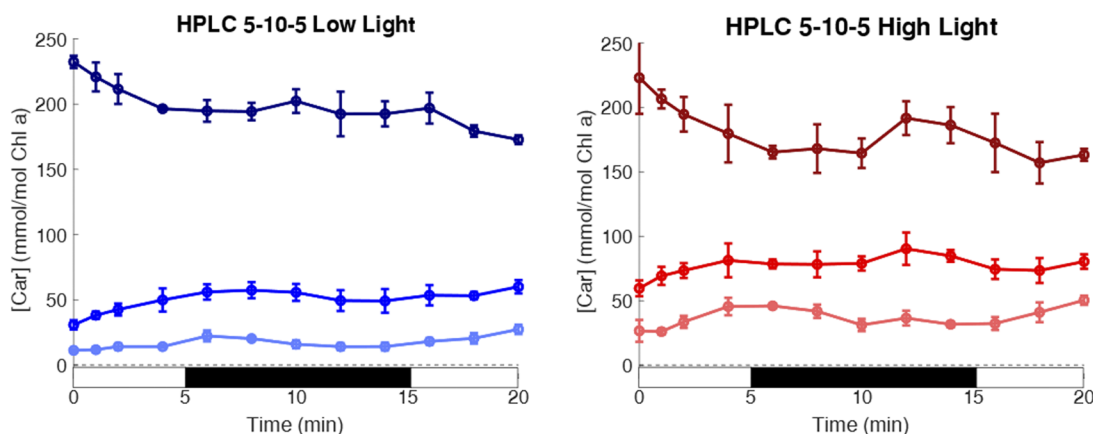 HPLC 5-10-5 Low Light
250
200
150
100
50
0
[Car] (mmol/mol Chl a)
0 5 10 15 20
Time (min)
HPLC 5-10-5 High Light
250
200
150
100
50
0
[Car] (mmol/mol Chl a)
0 5 10 15 20
Time (min)